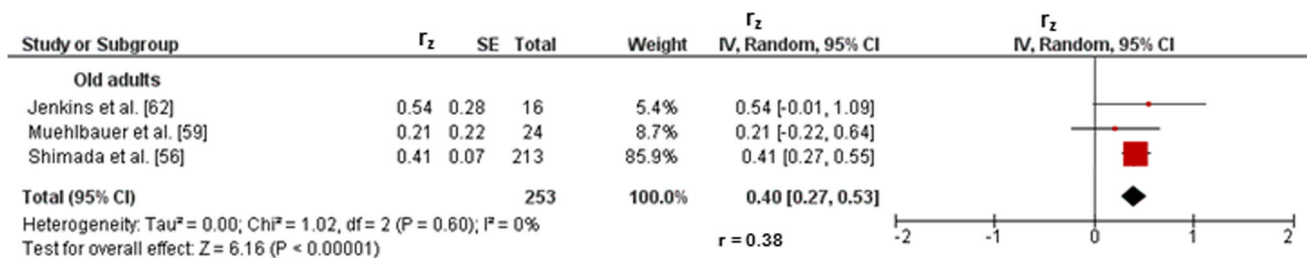 r_z r_z
Study or Subgroup r_z SE Total Weight IV, Random, 95% CI IV, Random, 95% CI
Old adults
Jenkins et al. [62] 0.54 0.28 16 5.4% 0.54 [-0.01, 1.09]
Muehlbauer et al. [59] 0.21 0.22 24 8.7% 0.21 [-0.22, 0.64]
Shimada et al. [56] 0.41 0.07 213 85.9% 0.41 [0.27, 0.55]
Total (95% CI) 253 100.0% 0.40 [0.27, 0.53]
Heterogeneity: Tau² = 0.00; Chi² = 1.02, df = 2 (P = 0.60); I² = 0%
Test for overall effect: Z = 6.16 (P < 0.00001) r = 0.38
-2 -1 0 1 2